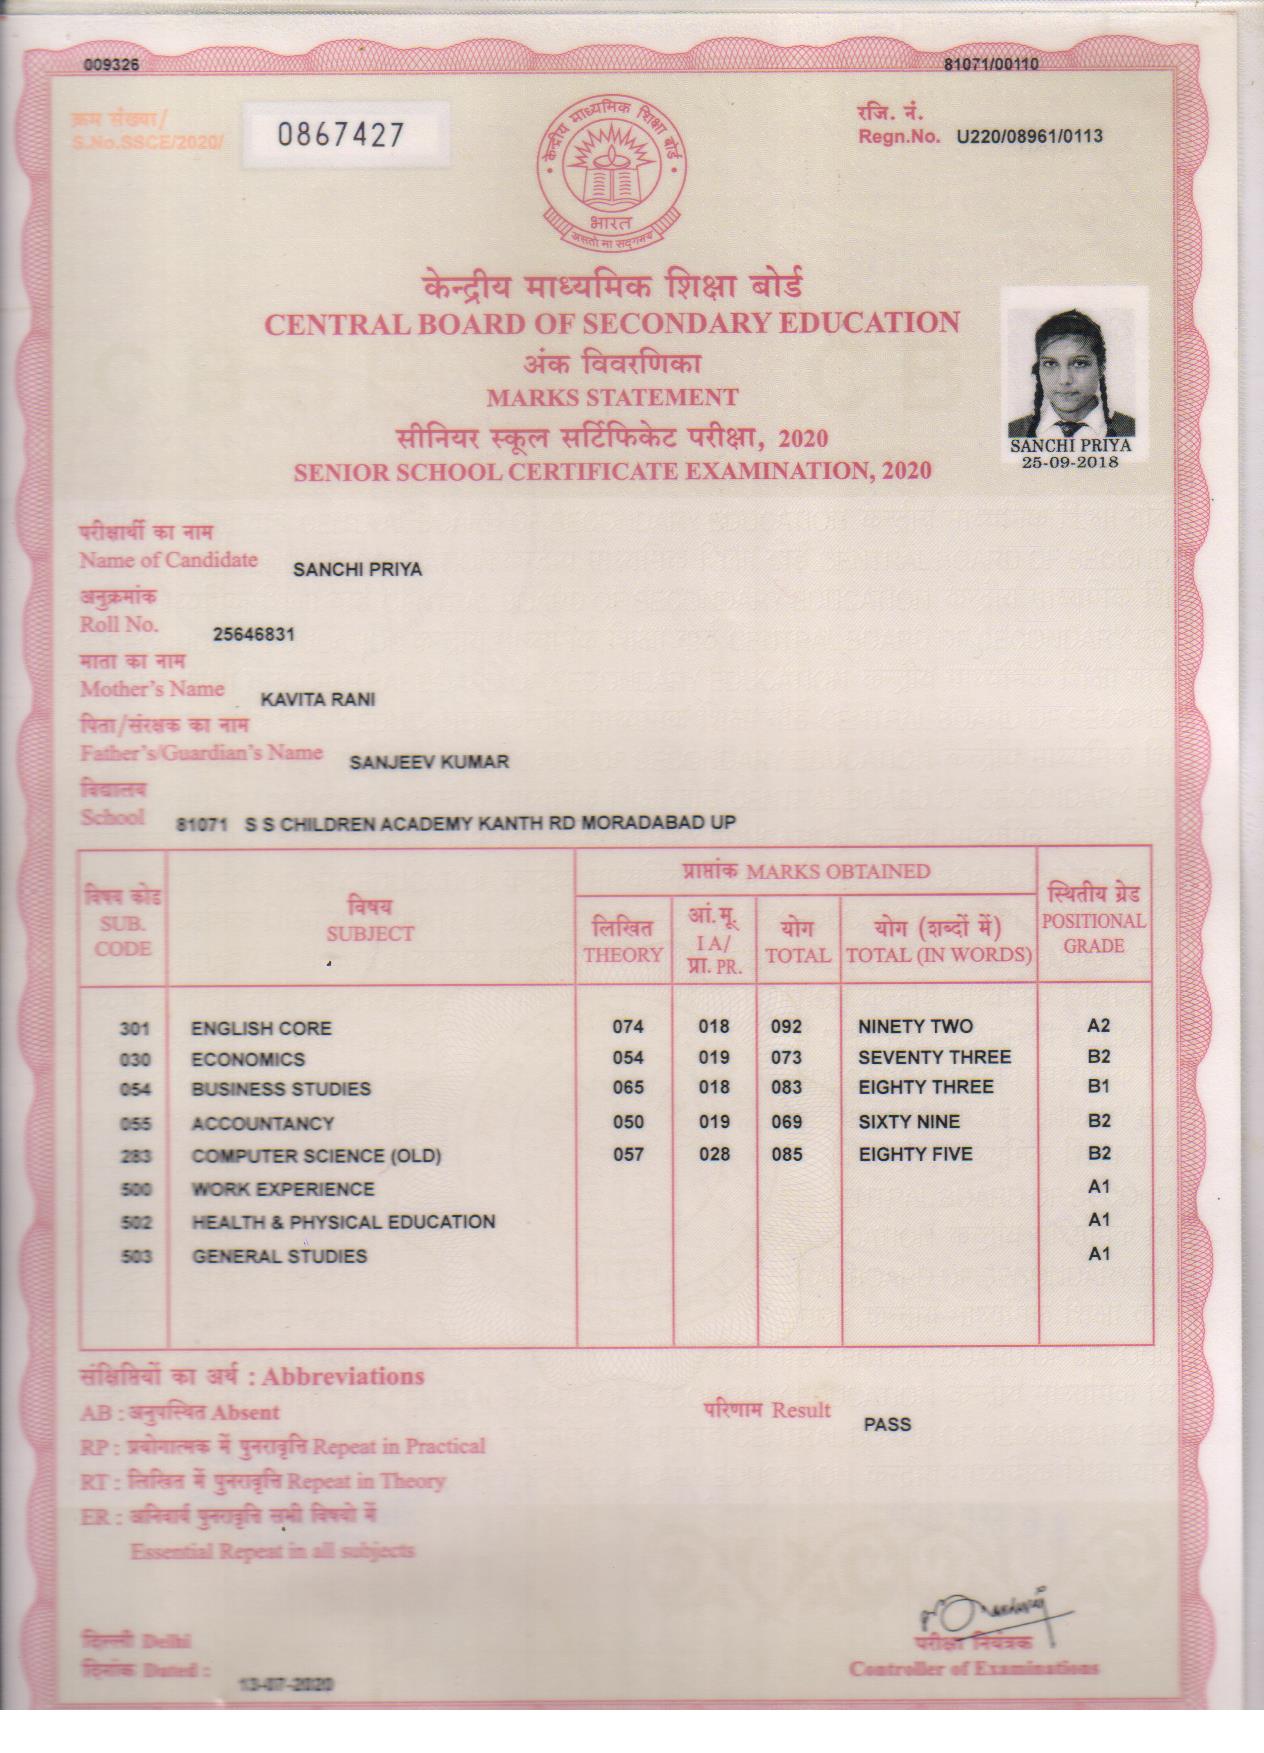 009326
81071/00110
क्रम संख्या/
S.No.SSCE/2020/
0867427
रजि. नं.
Regn.No. U220/08961/0113
केन्द्रीय माध्यमिक शिक्षा बोर्ड
भारत
असतो मा सद्गमय
केन्द्रीय माध्यमिक शिक्षा बोर्ड
CENTRAL BOARD OF SECONDARY EDUCATION
अंक विवरणिका
MARKS STATEMENT
सीनियर स्कूल सर्टिफिकेट परीक्षा, 2020
SENIOR SCHOOL CERTIFICATE EXAMINATION, 2020
SANCHI PRIYA
25-09-2018
परीक्षार्थी का नाम
Name of Candidate SANCHI PRIYA
अनुक्रमांक
Roll No. 25646831
माता का नाम
Mother's Name KAVITA RANI
पिता/संरक्षक का नाम
Father's/Guardian's Name SANJEEV KUMAR
विद्यालय
School 81071 S S CHILDREN ACADEMY KANTH RD MORADABAD UP
विषय कोड
SUB.
CODE
विषय
SUBJECT
प्राप्तांक MARKS OBTAINED
लिखित
THEORY
आं.मू.
I A/
प्रा. PR.
योग
TOTAL
योग (शब्दों में)
TOTAL (IN WORDS)
स्थितीय ग्रेड
POSITIONAL
GRADE
301 ENGLISH CORE 074 018 092 NINETY TWO A2
030 ECONOMICS 054 019 073 SEVENTY THREE B2
054 BUSINESS STUDIES 065 018 083 EIGHTY THREE B1
055 ACCOUNTANCY 050 019 069 SIXTY NINE B2
283 COMPUTER SCIENCE (OLD) 057 028 085 EIGHTY FIVE B2
500 WORK EXPERIENCE A1
502 HEALTH & PHYSICAL EDUCATION A1
503 GENERAL STUDIES A1
संक्षिप्तियों का अर्थ : Abbreviations
AB : अनुपस्थित Absent
परिणाम Result PASS
RP : प्रयोगात्मक में पुनरावृत्ति Repeat in Practical
RT : लिखित में पुनरावृत्ति Repeat in Theory
ER : अनिवार्य पुनरावृत्ति सभी विषयो में
Essential Repeat in all subjects
दिल्ली Delhi
दिनांक Dated : 13-07-2020
परीक्षा नियंत्रक
Controller of Examinations